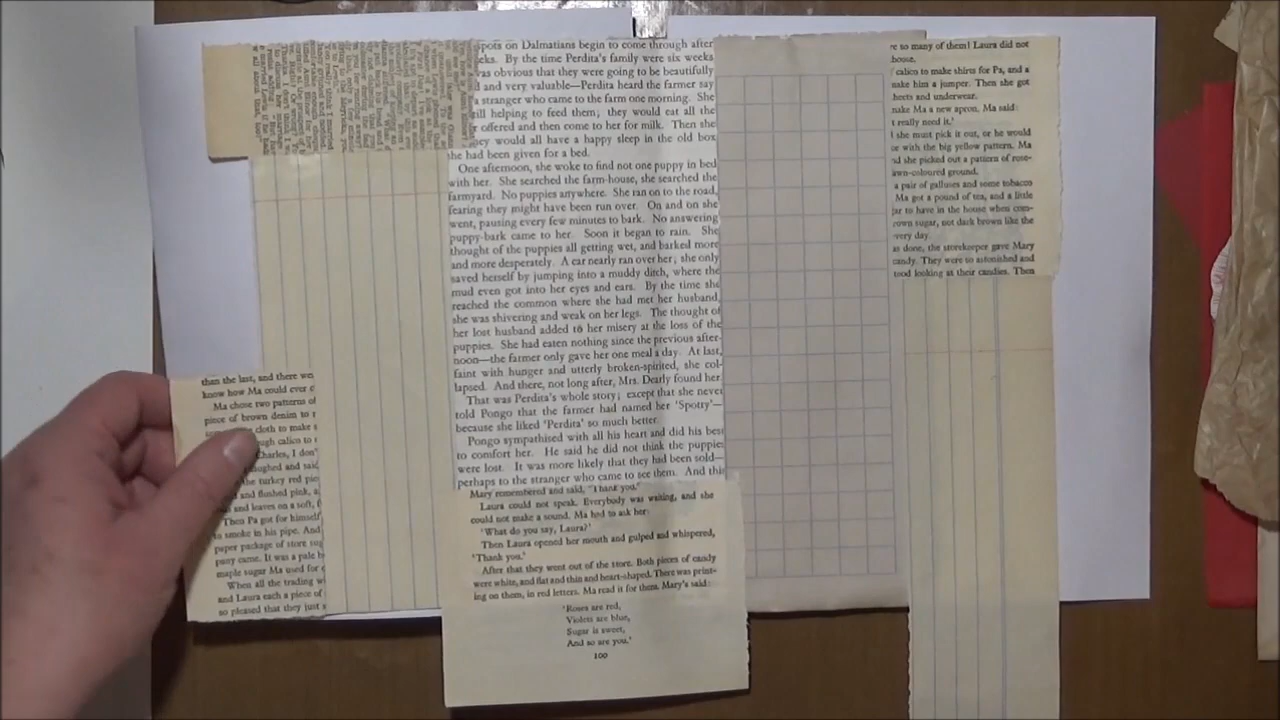 spots on Dalmatians begin to come through after
eks. By the time Perdita's family were six weeks
vas obvious that they were going to be beautifully
d and very valuable—Perdita heard the farmer say
a stranger who came to the farm one morning. She
ill helping to feed them; they would eat all the
r offered and then come to her for milk. Then she
ey would all have a happy sleep in the old box
she had been given for a bed.
One afternoon, she woke to find not one puppy in bed
with her. She searched the farm-house, she searched the
farmyard. No puppies anywhere. She ran on to the road,
fearing they might have been run over. On and on she
went, pausing every few minutes to bark. No answering
puppy-bark came to her. Soon it began to rain. She
thought of the puppies all getting wet, and barked more
and more desperately. A car nearly ran over her; she only
saved herself by jumping into a muddy ditch, where the
mud even got into her eyes and ears. By the time she
reached the common where she had met her husband,
she was shivering and weak on her legs. The thought of
her lost husband added to her misery at the loss of the
puppies. She had eaten nothing since the previous after-
noon—the farmer only gave her one meal a day. At last,
faint with hunger and utterly broken-spirited, she col-
lapsed. And there, not long after, Mrs. Dearly found her.
That was Perdita's whole story; except that she never
told Pongo that the farmer had named her 'Spotty'—
because she liked 'Perdita' so much better.
Pongo sympathised with all his heart and did his best
to comfort her. He said he did not think the puppies
were lost. It was more likely that they had been sold—
perhaps to the stranger who came to see them. And this
Mary remembered and said, "Thank you."
Laura could not speak. Everybody was waiting, and she
could not make a sound. Ma had to ask her:
'What do you say, Laura?'
Then Laura opened her mouth and gulped and whispered,
'Thank you.'
After that they went out of the store. Both pieces of candy
were white, and flat and thin and heart-shaped. There was print-
ing on them, in red letters. Ma read it for them. Mary's said:
'Roses are red,
Violets are blue,
Sugar is sweet,
And so are you.'
100
re so many of them! Laura did not
house.
calico to make shirts for Pa, and a
nake him a jumper. Then she got
heets and underwear.
nake Ma a new apron. Ma said:
t really need it.'
l she must pick it out, or he would
ce with the big yellow pattern. Ma
nd she picked out a pattern of rose-
awn-coloured ground.
a pair of galluses and some tobacco
Ma got a pound of tea, and a little
ar to have in the house when com-
rown sugar, not dark brown like the
very day.
as done, the storekeeper gave Mary
candy. They were so astonished and
tood looking at their candies. Then
than the last, and there we
know how Ma could ever c
Ma chose two patterns of
piece of brown denim to r
cloth to make s
ugh calico to
Charles, I don'
aughed and said
the turkey red pie
and flushed pink, a
and leaves on a soft, f
Then Pa got for himself
to smoke in his pipe. And
paper package of store sug
pany came. It was a pale b
maple sugar Ma used for e
When all the trading w
and Laura each a piece of
so pleased that they just s